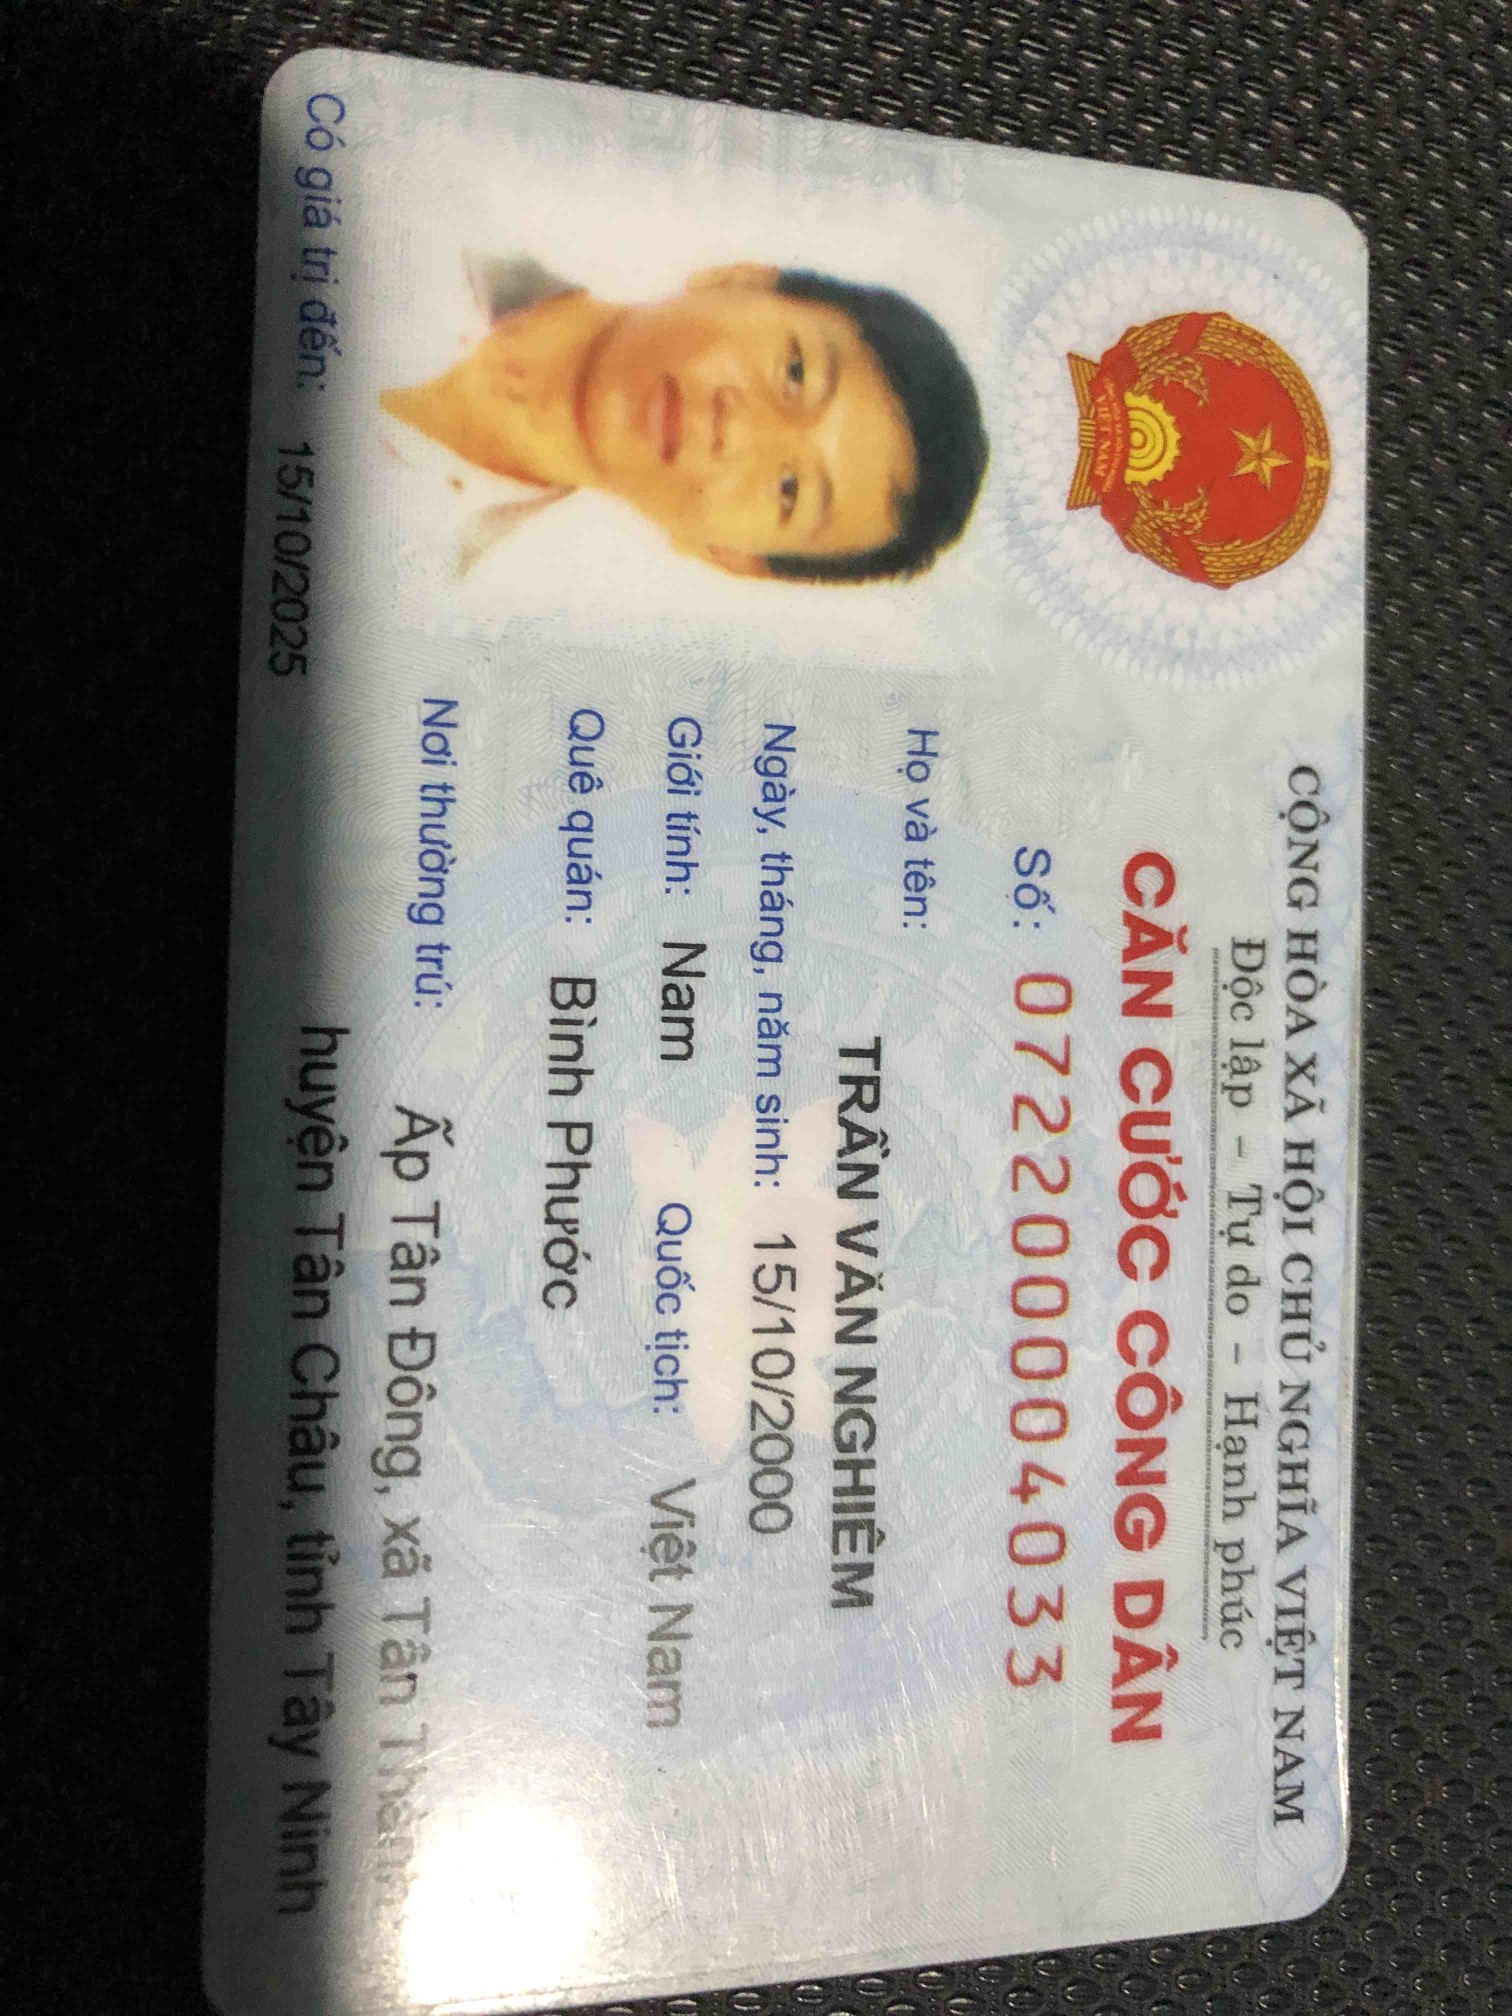 CỘNG HÒA XÃ HỘI CHỦ NGHĨA VIỆT NAM
Độc lập – Tự do – Hạnh phúc
CĂN CƯỚC CÔNG DÂN
Số: 072200004033
Họ và tên:
TRẦN VĂN NGHIÊM
Ngày, tháng, năm sinh: 15/10/2000
Giới tính: Nam Quốc tịch: Việt Nam
Quê quán: Bình Phước
Nơi thường trú: Ấp Tân Đông, xã Tân Thành,
huyện Tân Châu, tỉnh Tây Ninh
Có giá trị đến: 15/10/2025
VIỆT NAM